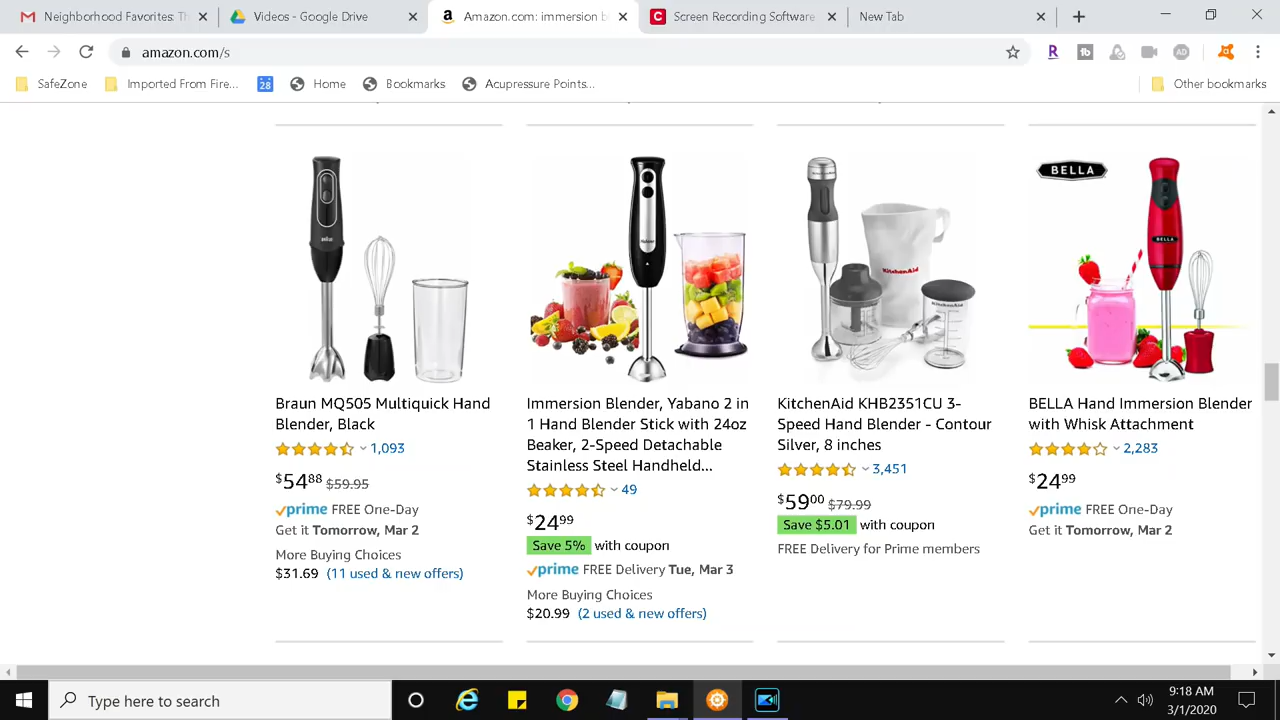 Neighborhood Favorites: Th
Videos - Google Drive
Amazon.com: immersion b
Screen Recording Software
New Tab
amazon.com/s
SafeZone
Imported From Fire...
28
Home
Bookmarks
Acupressure Points...
Other bookmarks
BELLA
BELLA
KitchenAid
Braun MQ505 Multiquick Hand
Blender, Black
1,093
$54.88 $59.95
prime FREE One-Day
Get it Tomorrow, Mar 2
More Buying Choices
$31.69 (11 used & new offers)
Immersion Blender, Yabano 2 in
1 Hand Blender Stick with 24oz
Beaker, 2-Speed Detachable
Stainless Steel Handheld...
49
$24.99
Save 5% with coupon
prime FREE Delivery Tue, Mar 3
More Buying Choices
$20.99 (2 used & new offers)
KitchenAid KHB2351CU 3-
Speed Hand Blender - Contour
Silver, 8 inches
3,451
$59.00 $79.99
Save $5.01 with coupon
FREE Delivery for Prime members
BELLA Hand Immersion Blender
with Whisk Attachment
2,283
$24.99
prime FREE One-Day
Get it Tomorrow, Mar 2
Type here to search
9:18 AM
3/1/2020